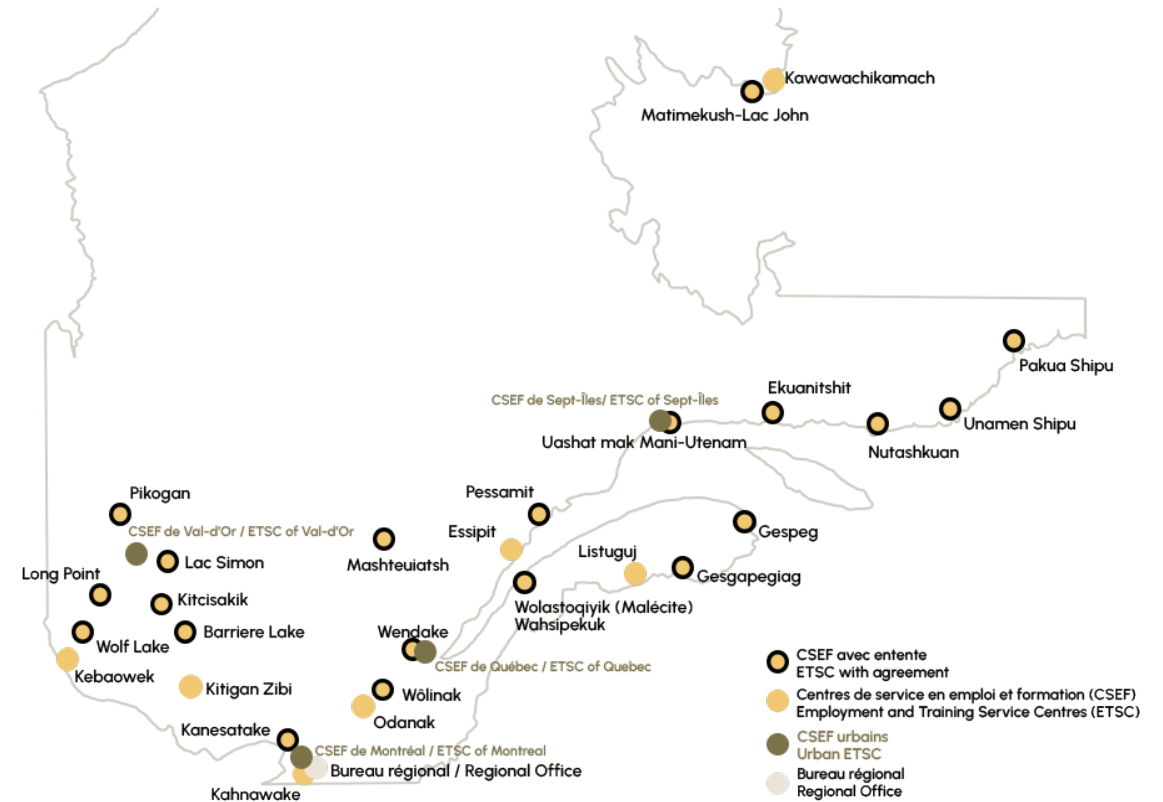 Kawawachikamach
Matimekush-Lac John
Pakua Shipu
Ekuanitshit
CSEF de Sept-Îles/ ETSC of Sept-Îles
Unamen Shipu
Uashat mak Mani-Utenam
Nutashkuan
Pikogan
Pessamit
CSEF de Val-d'Or / ETSC of Val-d'Or
Essipit
Gespeg
Listuguj
Lac Simon
Mashteuiatsh
Long Point
Gesgapegiag
Kitcisakik
Wolastoqiyik (Malécite)
Wahsipekuk
Barriere Lake
Wendake
Wolf Lake
CSEF de Québec / ETSC of Quebec
Kebaowek
Kitigan Zibi
Wôlinak
Odanak
Kanesatake
CSEF de Montréal / ETSC of Montreal
Bureau régional / Regional Office
Kahnawake
CSEF avec entente
ETSC with agreement
Centres de service en emploi et formation (CSEF)
Employment and Training Service Centres (ETSC)
CSEF urbains
Urban ETSC
Bureau régional
Regional Office